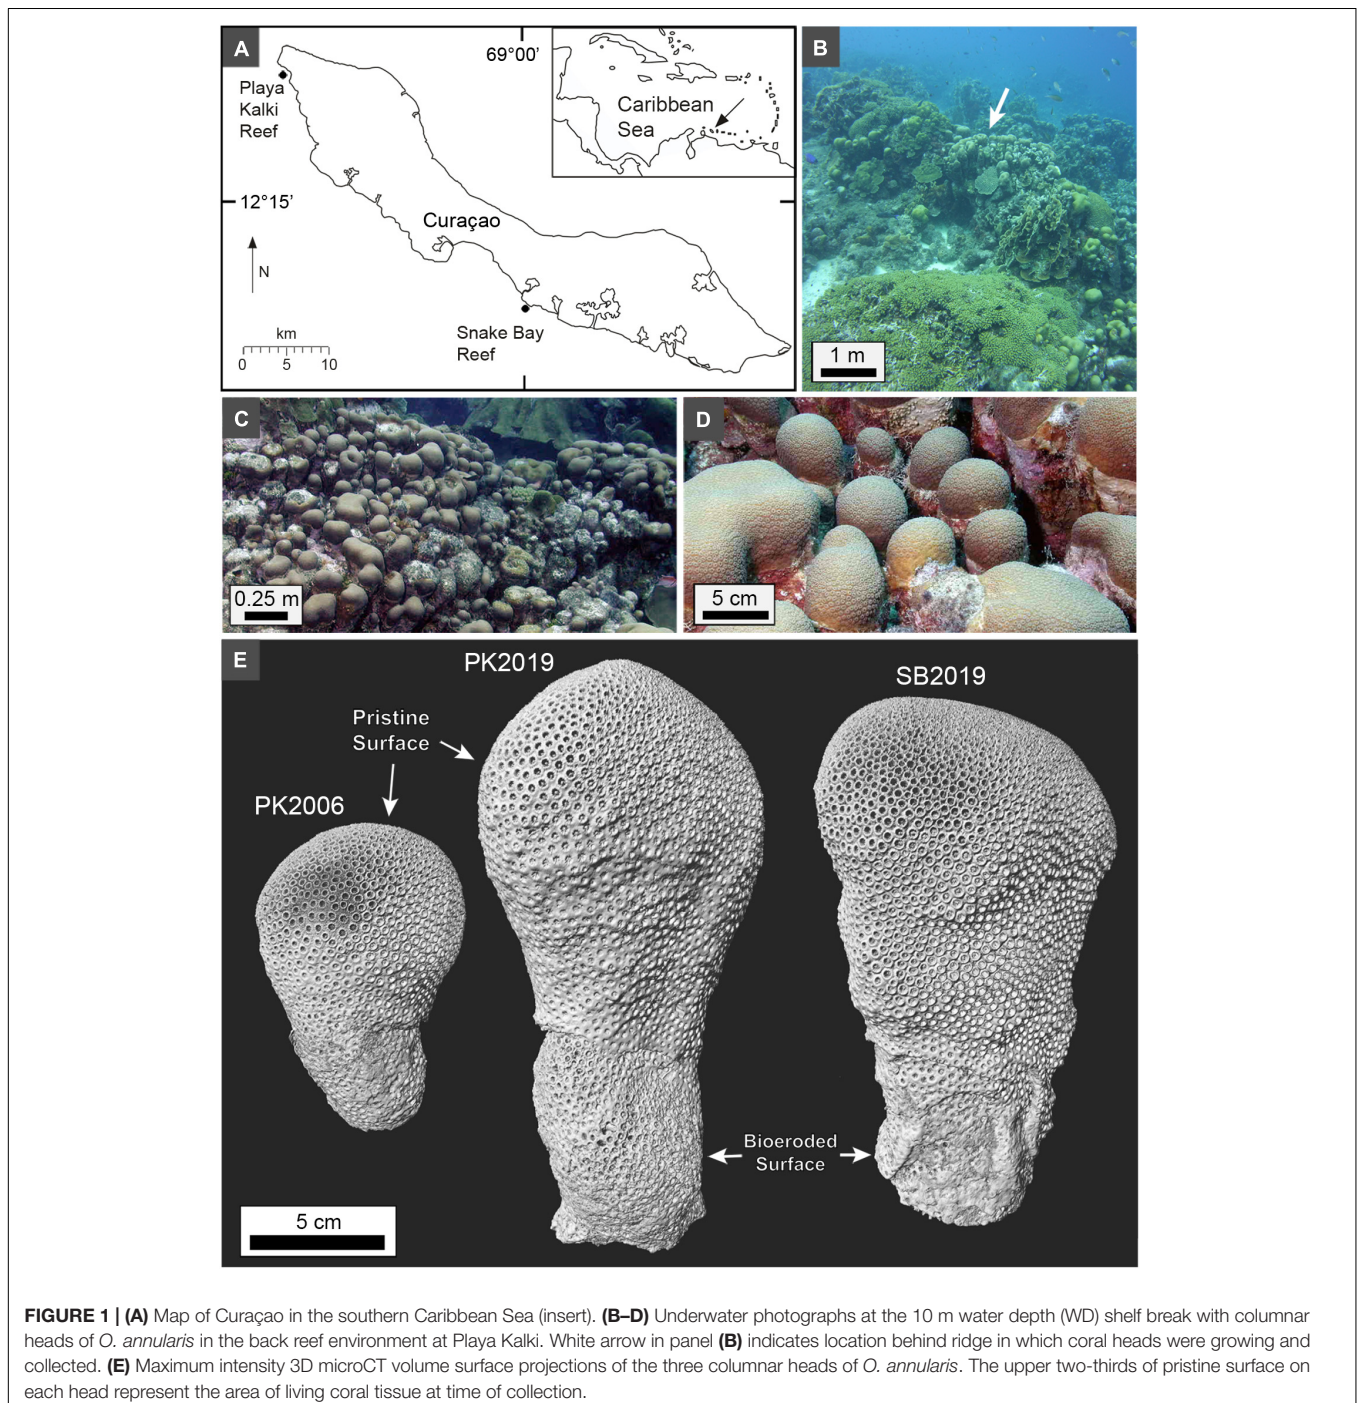 A
69°00’
Playa
Kalki
Reef
Caribbean
Sea
12°15’
Curaçao
N
km
0 5 10
Snake Bay
Reef
B
1 m
C
0.25 m
D
5 cm
E
PK2019
SB2019
Pristine
Surface
PK2006
Bioeroded
Surface
5 cm
FIGURE 1 | (A) Map of Curaçao in the southern Caribbean Sea (insert). (B–D) Underwater photographs at the 10 m water depth (WD) shelf break with columnar
heads of O. annularis in the back reef environment at Playa Kalki. White arrow in panel (B) indicates location behind ridge in which coral heads were growing and
collected. (E) Maximum intensity 3D microCT volume surface projections of the three columnar heads of O. annularis. The upper two-thirds of pristine surface on
each head represent the area of living coral tissue at time of collection.